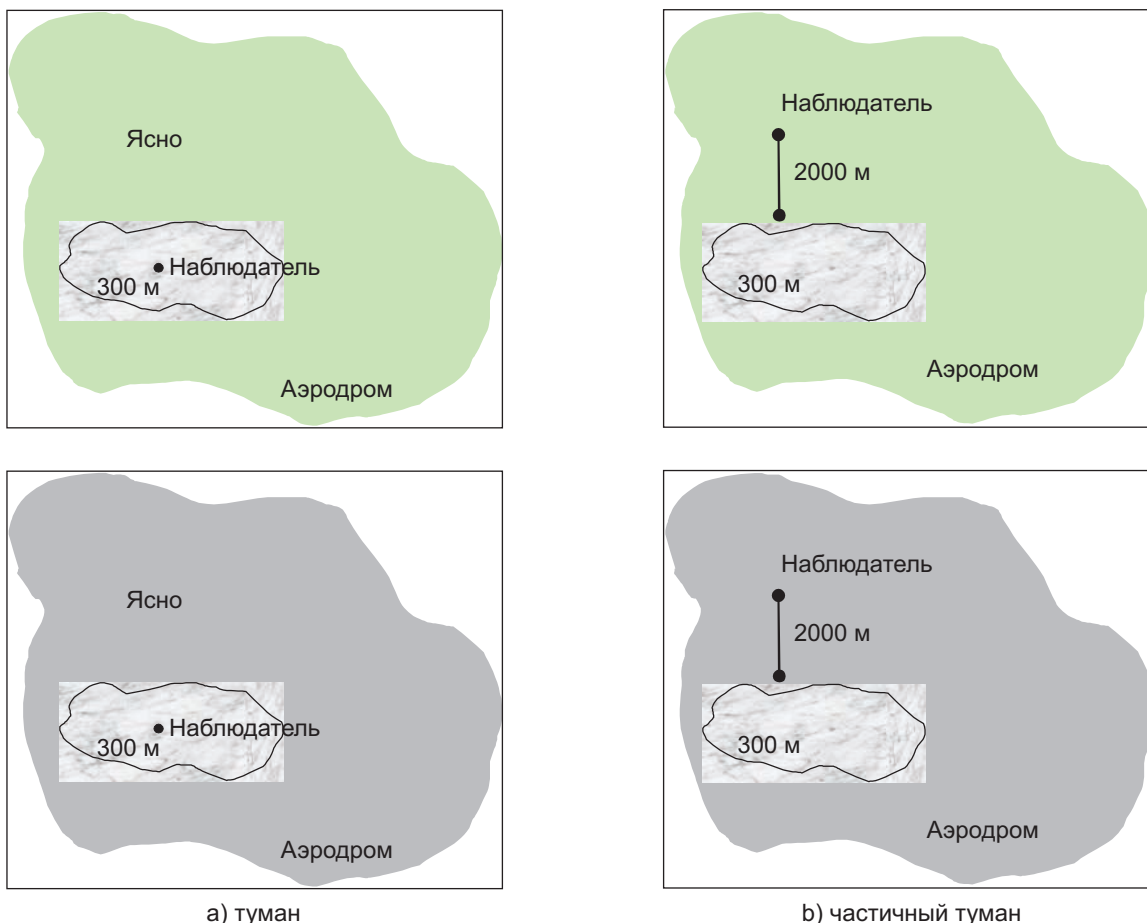 Ясно
Наблюдатель
300 м
Аэродром
Наблюдатель
2000 м
300 м
Аэродром
Ясно
Наблюдатель
300 м
Аэродром
Наблюдатель
2000 м
300 м
Аэродром
a) туман
b) частичный туман